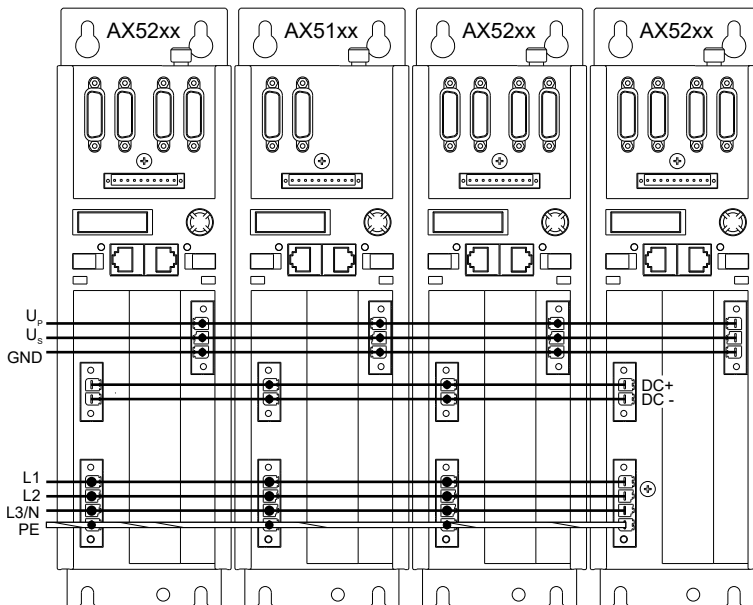 AX52xx AX51xx AX52xx AX52xx
UP
US
GND
DC+
DC -
L1
L2
L3/N
PE